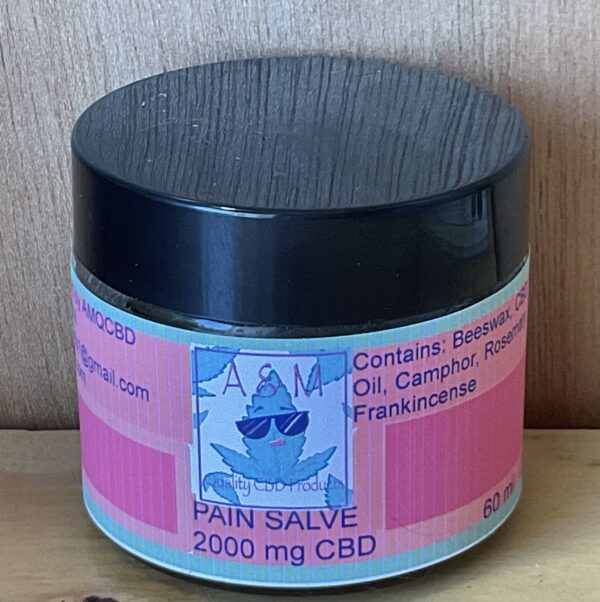 y AMQCBD
@gmail.com
A & M
Quality CBD Products
PAIN SALVE
2000 mg CBD
Contains: Beeswax, CBD
Oil, Camphor, Rosemary
Frankincense
60 ml